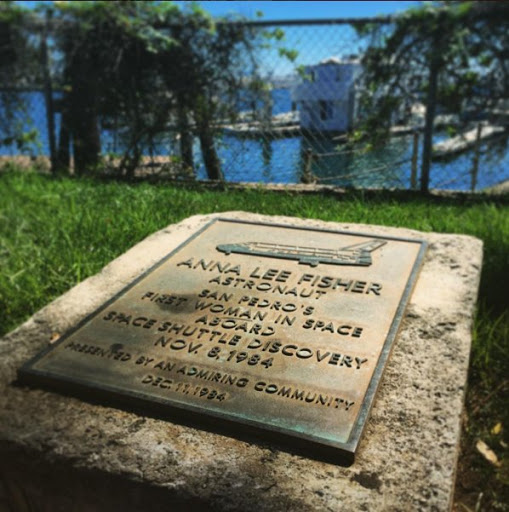 ANNA LEE FISHER
ASTRONAUT
SAN PEDRO'S
FIRST WOMAN IN SPACE
ABOARD
SPACE SHUTTLE DISCOVERY
NOV. 8, 1984
PRESENTED BY AN ADMIRING COMMUNITY
DEC. 11, 1984